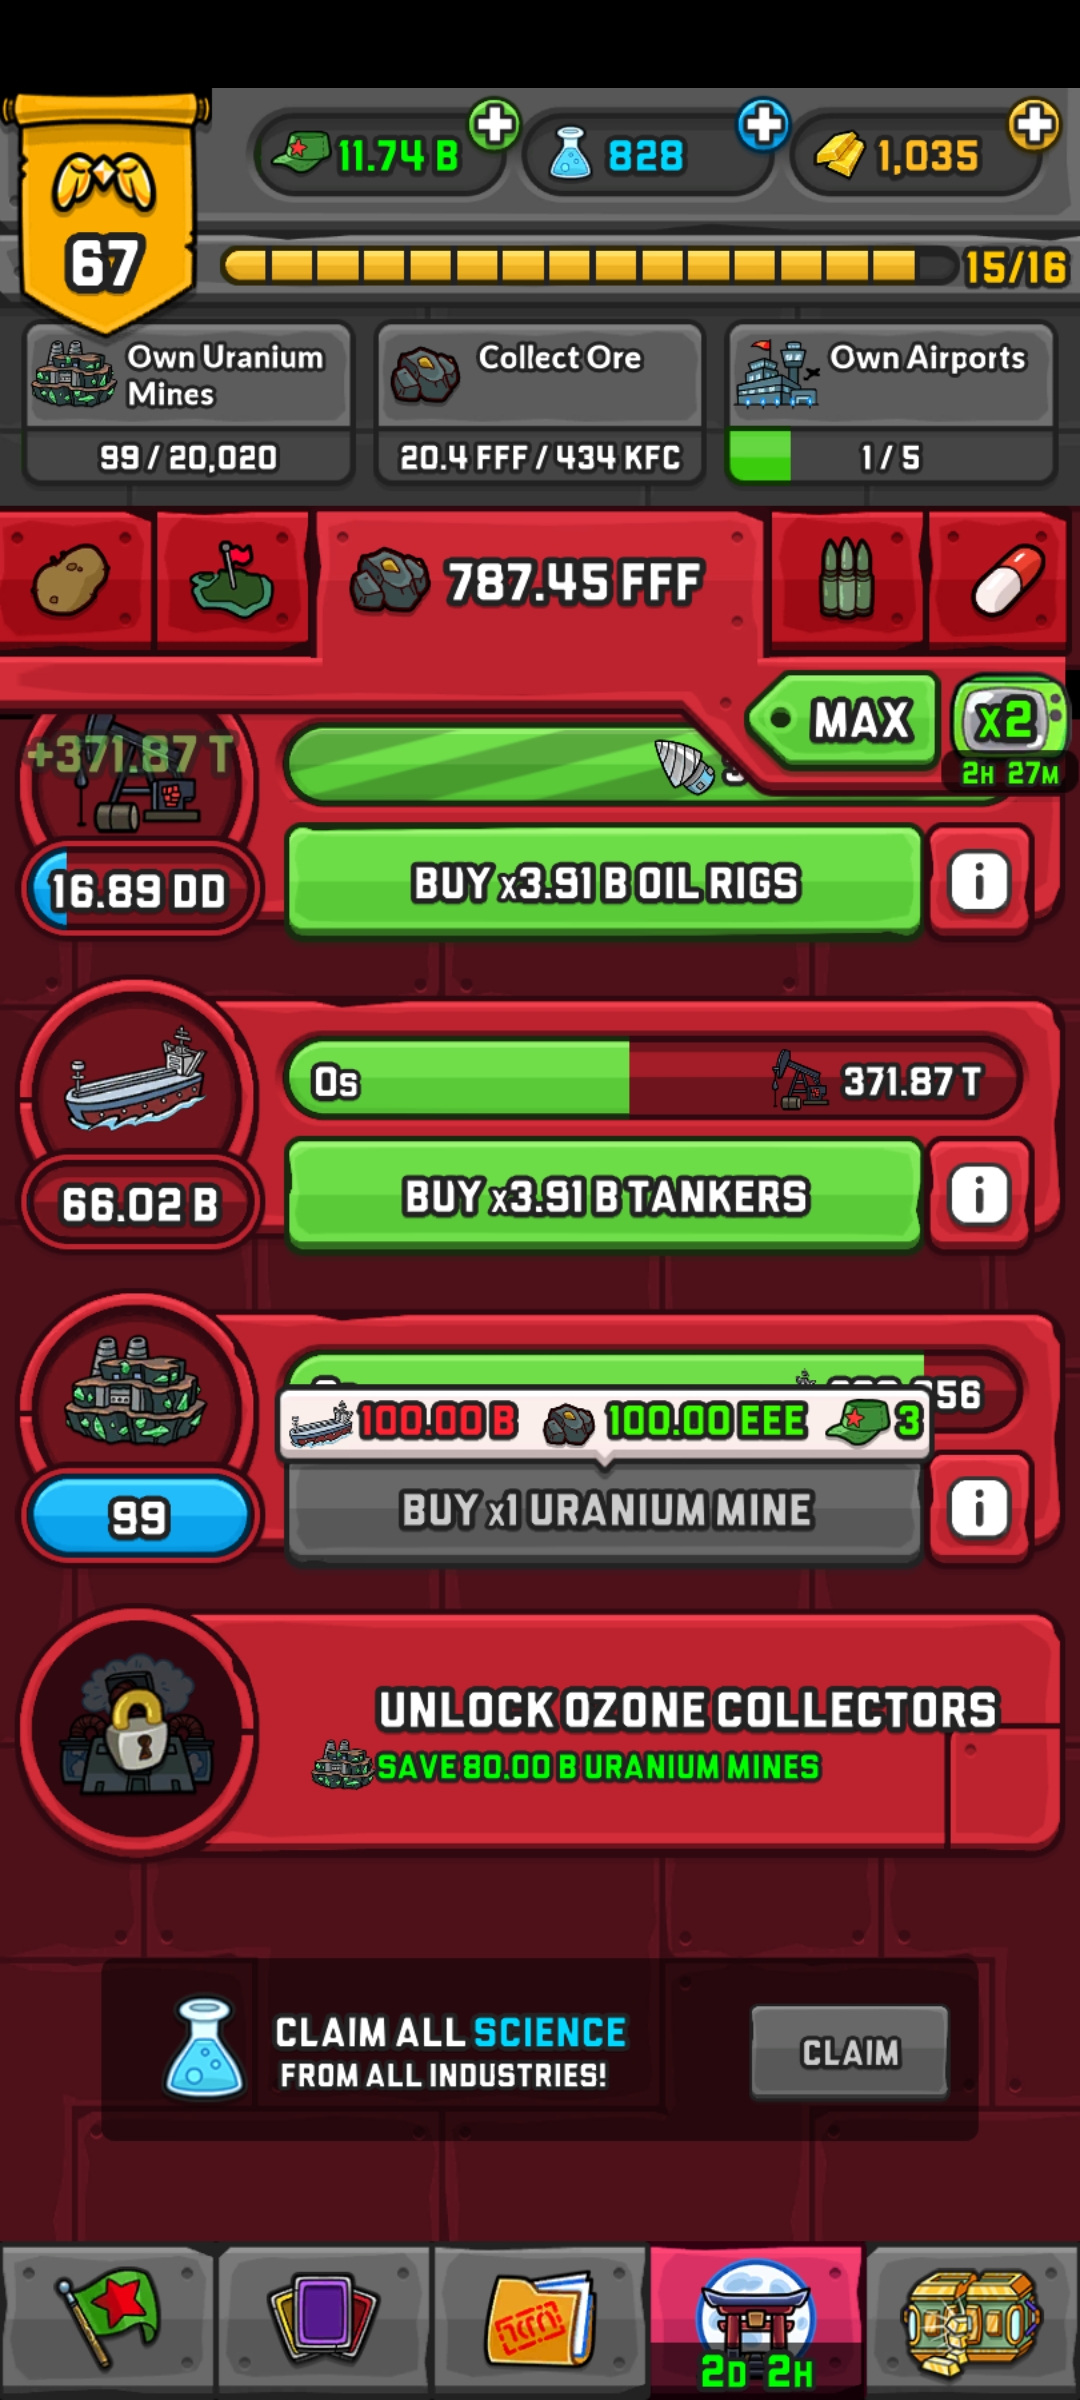 67
11.74 B
828
1,035
15/16
Own Uranium
Mines
99 / 20,020
Collect Ore
20.4 FFF / 434 KFC
Own Airports
1 / 5
787.45 FFF
MAX
x2
2H 27M
+371.87 T
16.89 DD
BUY x3.91 B OIL RIGS
i
0s
371.87 T
66.02 B
BUY x3.91 B TANKERS
i
100.00 B
100.00 EEE
3
99
BUY x1 URANIUM MINE
i
UNLOCK OZONE COLLECTORS
SAVE 80.00 B URANIUM MINES
CLAIM ALL SCIENCE
FROM ALL INDUSTRIES!
CLAIM
2D 2H